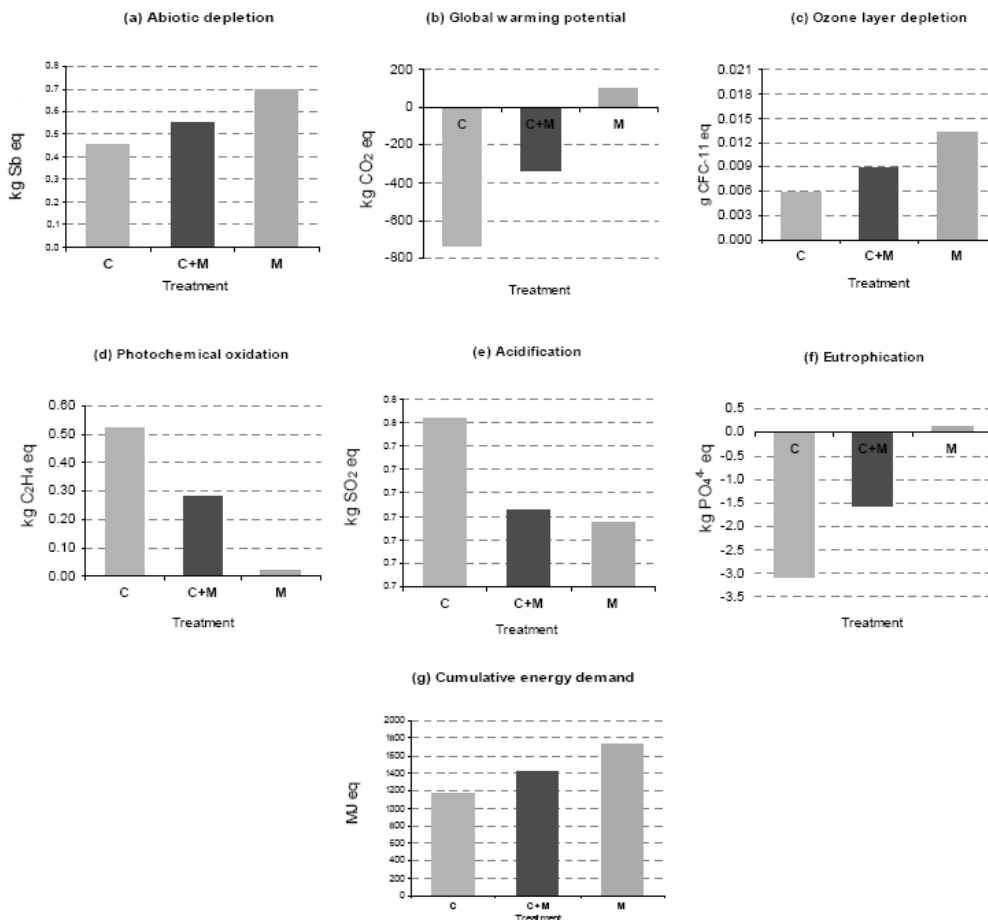 (a) Abiotic depletion
kg Sb eq
0.8
0.7
0.6
0.5
0.4
0.3
0.2
0.1
0.0
C
C+M
M
Treatment
(b) Global warming potential
kg CO₂ eq
200
0
-200
-400
-600
-800
C
C+M
M
Treatment
(c) Ozone layer depletion
g CFC-11 eq
0.021
0.018
0.015
0.012
0.009
0.006
0.003
0.000
C
C+M
M
Treatment
(d) Photochemical oxidation
kg C₂H₄ eq
0.60
0.50
0.40
0.30
0.20
0.10
0.00
C
C+M
M
Treatment
(e) Acidification
kg SO₂ eq
0.8
0.8
0.7
0.7
0.7
0.7
0.7
0.7
0.7
C
C+M
M
Treatment
(f) Eutrophication
kg PO₄⁴⁻ eq
0.5
0.0
-0.5
-1.0
-1.5
-2.0
-2.5
-3.0
-3.5
C
C+M
M
Treatment
(g) Cumulative energy demand
MJ eq
2000
1800
1600
1400
1200
1000
800
600
400
200
0
C
C+M
M
Treatment